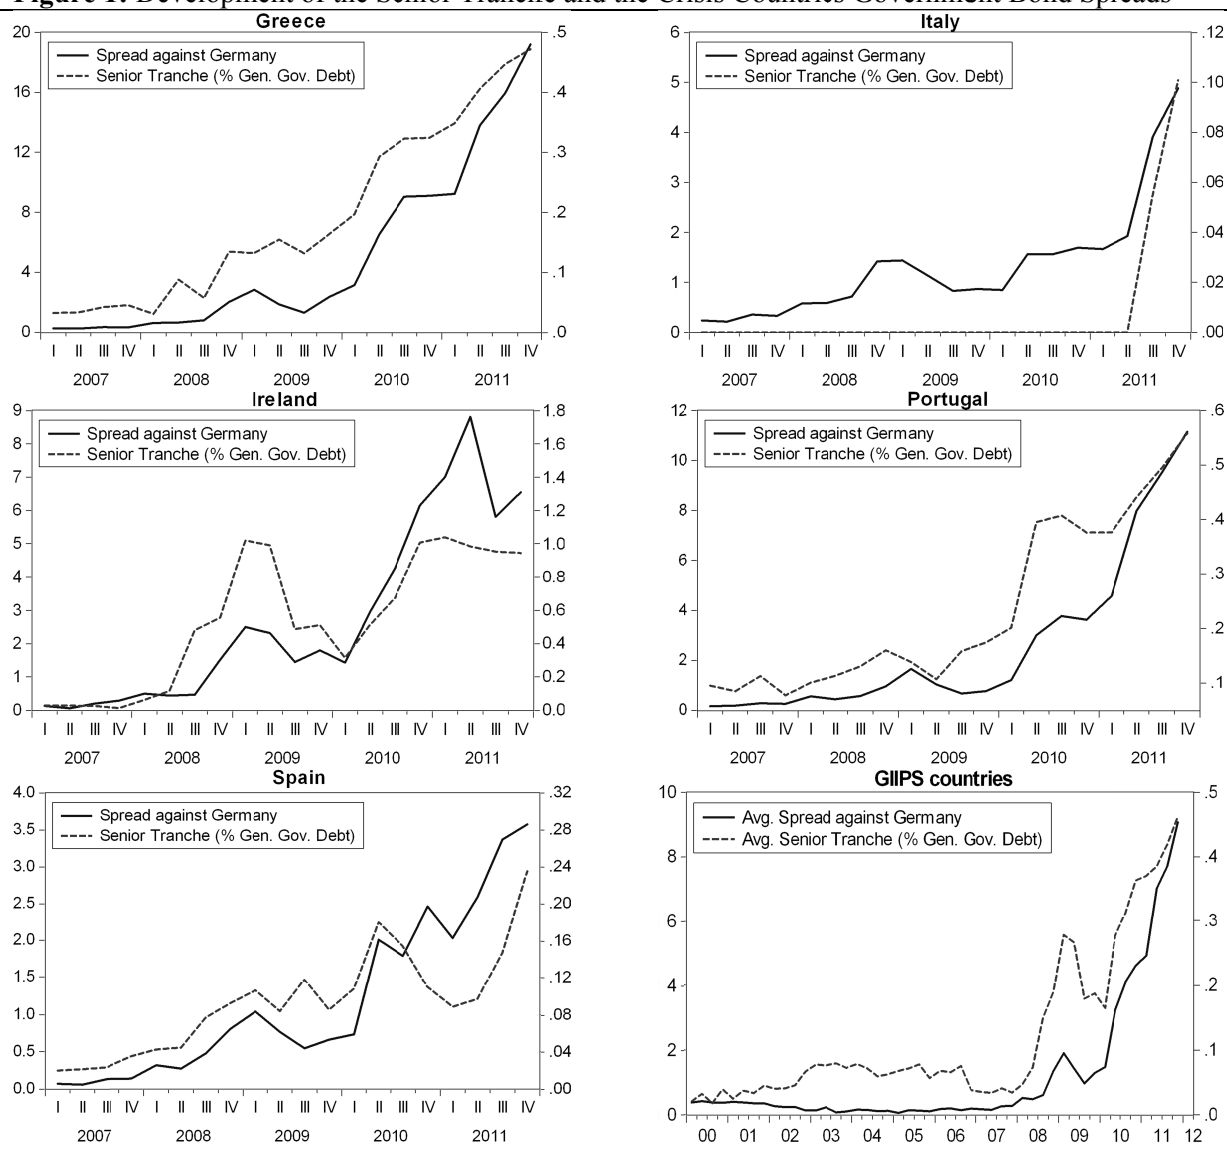 Figure 1: Development of the Senior Tranche and the Crisis Countries Government Bond Spreads
Greece
Spread against Germany
Senior Tranche (% Gen. Gov. Debt)
20
16
12
8
4
0
.5
.4
.3
.2
.1
.0
I II III IV I II III IV I II III IV I II III IV I II III IV
2007 2008 2009 2010 2011
Italy
Spread against Germany
Senior Tranche (% Gen. Gov. Debt)
6
5
4
3
2
1
0
.12
.10
.08
.06
.04
.02
.00
I II III IV I II III IV I II III IV I II III IV I II III IV
2007 2008 2009 2010 2011
Ireland
Spread against Germany
Senior Tranche (% Gen. Gov. Debt)
9
8
7
6
5
4
3
2
1
0
1.8
1.6
1.4
1.2
1.0
0.8
0.6
0.4
0.2
0.0
I II III IV I II III IV I II III IV I II III IV I II III IV
2007 2008 2009 2010 2011
Portugal
Spread against Germany
Senior Tranche (% Gen. Gov. Debt)
12
10
8
6
4
2
0
.6
.5
.4
.3
.2
.1
I II III IV I II III IV I II III IV I II III IV I II III IV
2007 2008 2009 2010 2011
Spain
Spread against Germany
Senior Tranche (% Gen. Gov. Debt)
4.0
3.5
3.0
2.5
2.0
1.5
1.0
0.5
0.0
.32
.28
.24
.20
.16
.12
.08
.04
.00
I II III IV I II III IV I II III IV I II III IV I II III IV
2007 2008 2009 2010 2011
GIIPS countries
Avg. Spread against Germany
Avg. Senior Tranche (% Gen. Gov. Debt)
10
8
6
4
2
0
.5
.4
.3
.2
.1
.0
00 01 02 03 04 05 06 07 08 09 10 11 12